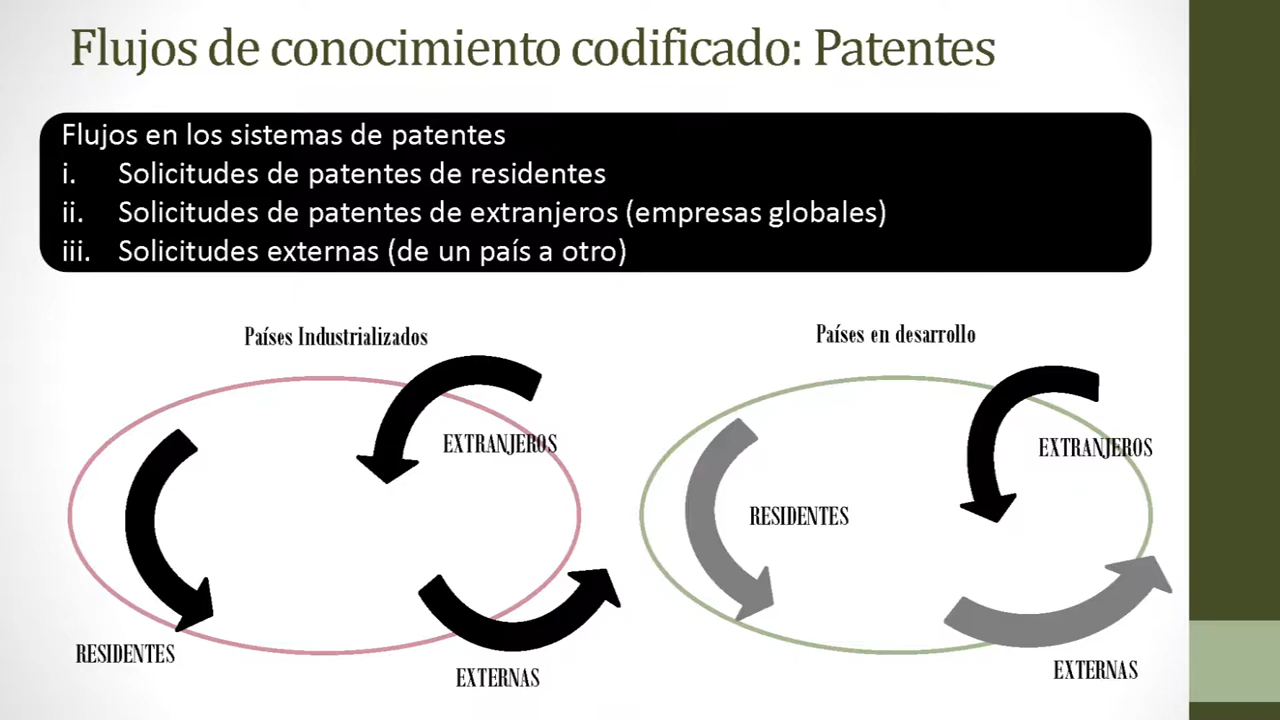 Flujos de conocimiento codificado: Patentes
Flujos en los sistemas de patentes
i. Solicitudes de patentes de residentes
ii. Solicitudes de patentes de extranjeros (empresas globales)
iii. Solicitudes externas (de un país a otro)
Países Industrializados
EXTRANJEROS
RESIDENTES
EXTERNAS
Países en desarrollo
EXTRANJEROS
RESIDENTES
EXTERNAS